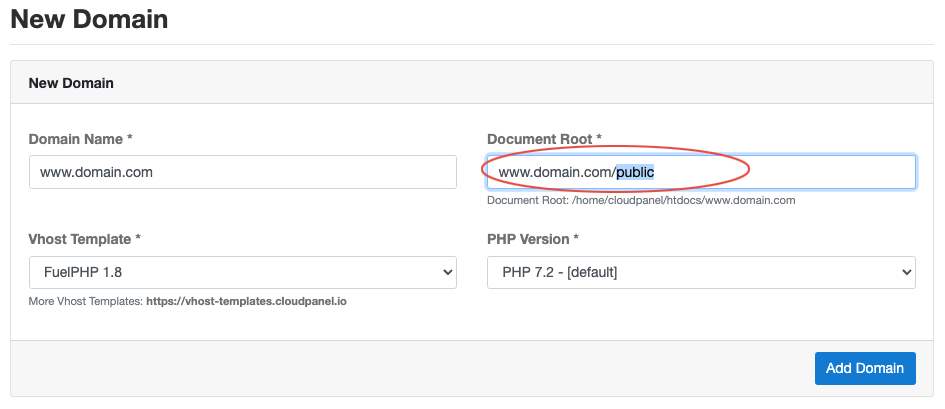 New Domain
New Domain
Domain Name *
Document Root *
www.domain.com
www.domain.com/public
Document Root: /home/cloudpanel/htdocs/www.domain.com
Vhost Template *
PHP Version *
FuelPHP 1.8
PHP 7.2 - [default]
More Vhost Templates: https://vhost-templates.cloudpanel.io
Add Domain